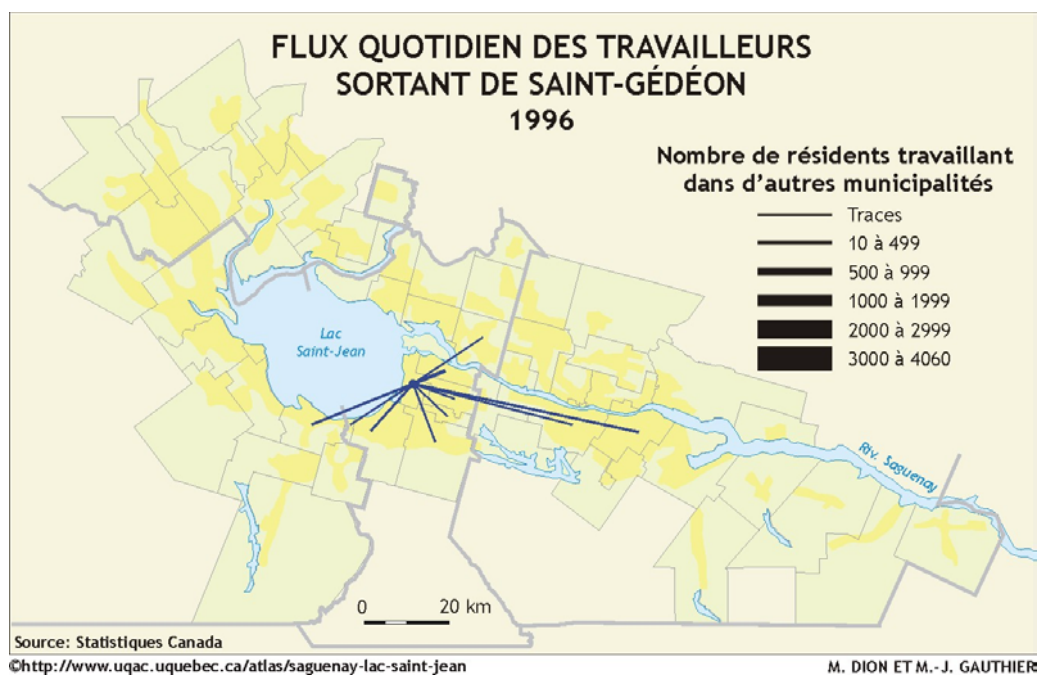 FLUX QUOTIDIEN DES TRAVAILLEURS
SORTANT DE SAINT-GÉDÉON
1996
Nombre de résidents travaillant
dans d'autres municipalités
Traces
10 à 499
500 à 999
1000 à 1999
2000 à 2999
3000 à 4060
Lac
Saint-Jean
Riv. Saguenay
0 20 km
Source: Statistiques Canada
©http://www.uqac.uquebec.ca/atlas/saguenay-lac-saint-jean
M. DION ET M.-J. GAUTHIER